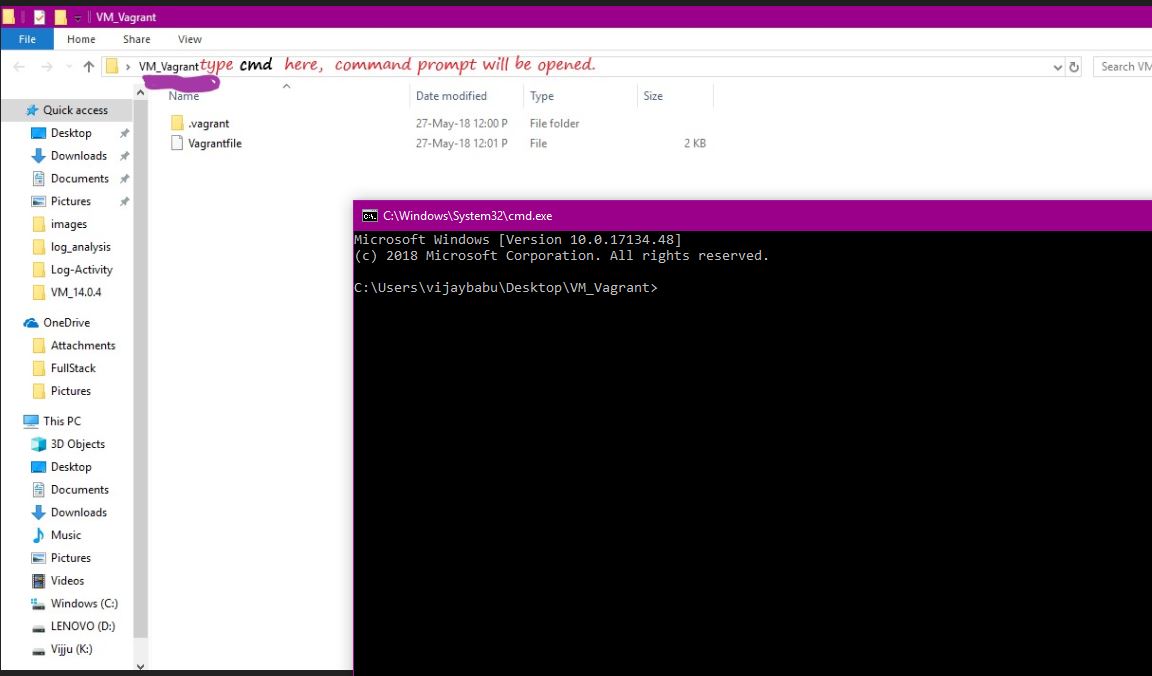 VM_Vagrant
File Home Share View
VM_Vagrant type cmd here, command prompt will be opened.
Search VM
Name Date modified Type Size
.vagrant 27-May-18 12:00 P File folder
Vagrantfile 27-May-18 12:01 P File 2 KB
Quick access
Desktop
Downloads
Documents
Pictures
images
log_analysis
Log-Activity
VM_14.0.4
OneDrive
Attachments
FullStack
Pictures
This PC
3D Objects
Desktop
Documents
Downloads
Music
Pictures
Videos
Windows (C:)
LENOVO (D:)
Vijju (K:)
C:\Windows\System32\cmd.exe
Microsoft Windows [Version 10.0.17134.48]
(c) 2018 Microsoft Corporation. All rights reserved.
C:\Users\vijaybabu\Desktop\VM_Vagrant>